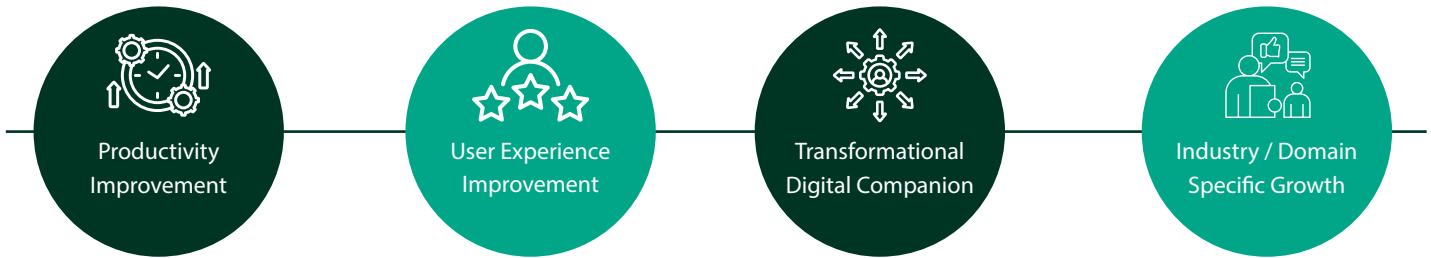 Productivity
Improvement
User Experience
Improvement
Transformational
Digital Companion
Industry / Domain
Specific Growth